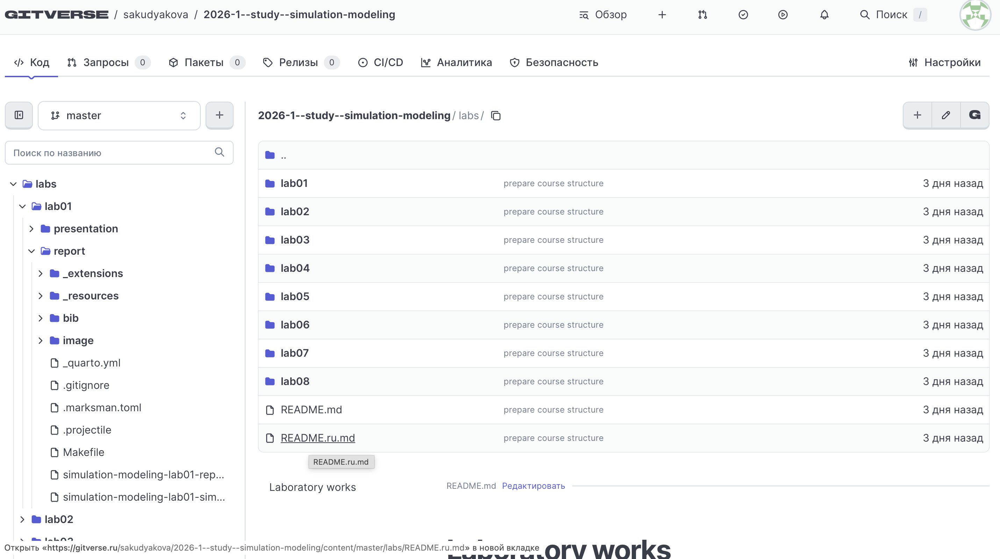 GITVERSE / sakudyakova / 2026-1--study--simulation-modeling
Обзор
Поиск /
Код
Запросы 0
Пакеты 0
Релизы 0
CI/CD
Аналитика
Безопасность
Настройки
master
Поиск по названию
labs
lab01
presentation
report
_extensions
_resources
bib
image
_quarto.yml
.gitignore
.marksman.toml
.projectile
Makefile
simulation-modeling-lab01-rep...
simulation-modeling-lab01-sim...
lab02
2026-1--study--simulation-modeling / labs /
G
..
lab01 prepare course structure 3 дня назад
lab02 prepare course structure 3 дня назад
lab03 prepare course structure 3 дня назад
lab04 prepare course structure 3 дня назад
lab05 prepare course structure 3 дня назад
lab06 prepare course structure 3 дня назад
lab07 prepare course structure 3 дня назад
lab08 prepare course structure 3 дня назад
README.md prepare course structure 3 дня назад
README.ru.md prepare course structure 3 дня назад
README.ru.md
Laboratory works
README.md Редактировать
Laboratory works
Открыть «https://gitverse.ru/sakudyakova/2026-1--study--simulation-modeling/content/master/labs/README.ru.md» в новой вкладке